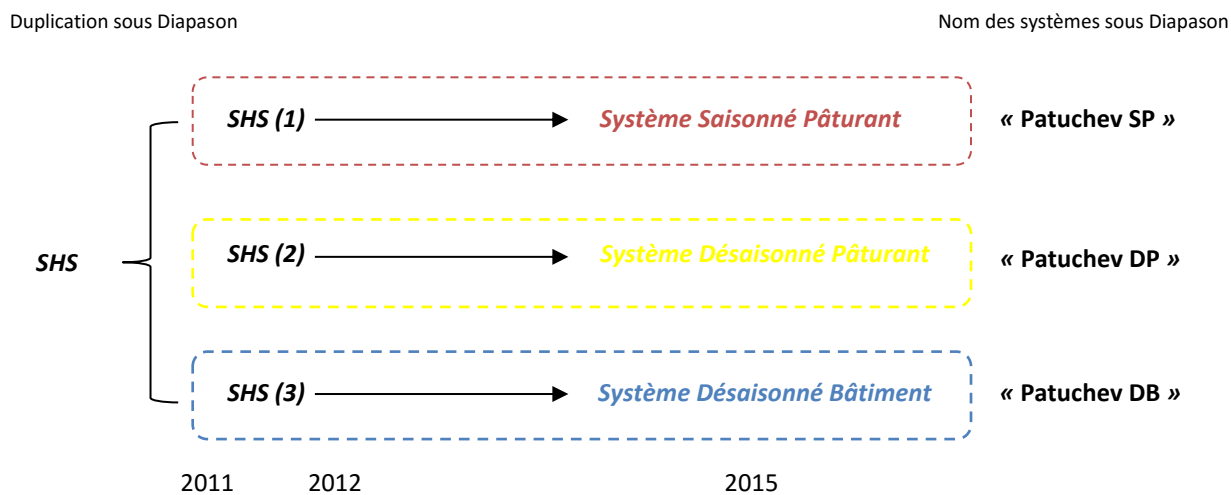 Duplication sous Diapason
Nom des systèmes sous Diapason
SHS (1)
Système Saisonné Pâturant
« Patuchev SP »
SHS
SHS (2)
Système Désaisonné Pâturant
« Patuchev DP »
SHS (3)
Système Désaisonné Bâtiment
« Patuchev DB »
2011
2012
2015